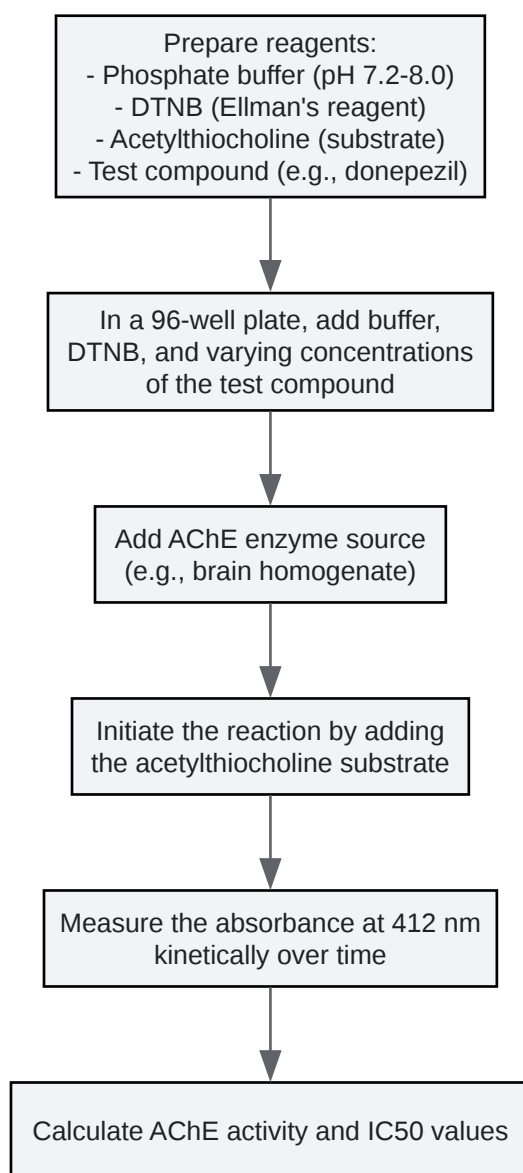 Prepare reagents:
- Phosphate buffer (pH 7.2-8.0)
- DTNB (Ellman's reagent)
- Acetylthiocholine (substrate)
- Test compound (e.g., donepezil)
In a 96-well plate, add buffer,
DTNB, and varying concentrations
of the test compound
Add AChE enzyme source
(e.g., brain homogenate)
Initiate the reaction by adding
the acetylthiocholine substrate
Measure the absorbance at 412 nm
kinetically over time
Calculate AChE activity and IC50 values